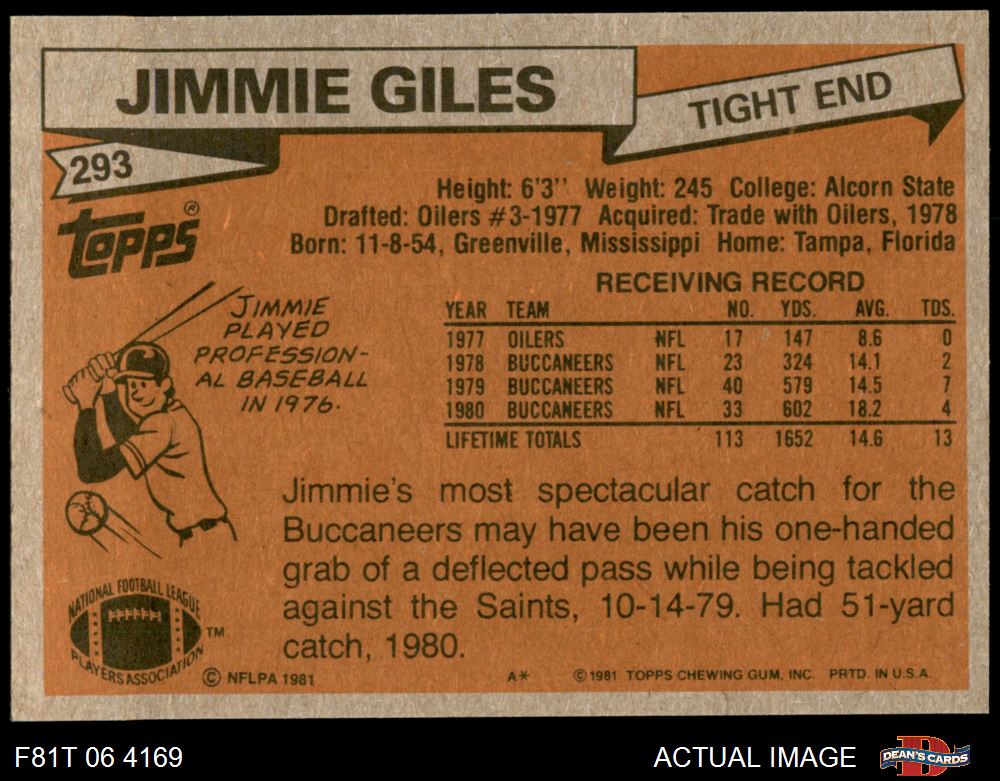 JIMMIE GILES
TIGHT END
293
topps®
Height: 6'3'' Weight: 245 College: Alcorn State
Drafted: Oilers #3-1977 Acquired: Trade with Oilers, 1978
Born: 11-8-54, Greenville, Mississippi Home: Tampa, Florida
RECEIVING RECORD
YEAR TEAM NO. YDS. AVG. TDS.
1977 OILERS NFL 17 147 8.6 0
1978 BUCCANEERS NFL 23 324 14.1 2
1979 BUCCANEERS NFL 40 579 14.5 7
1980 BUCCANEERS NFL 33 602 18.2 4
LIFETIME TOTALS 113 1652 14.6 13
JIMMIE
PLAYED
PROFESSION-
AL BASEBALL
IN 1976.
Jimmie's most spectacular catch for the
Buccaneers may have been his one-handed
grab of a deflected pass while being tackled
against the Saints, 10-14-79. Had 51-yard
catch, 1980.
NATIONAL FOOTBALL LEAGUE
PLAYERS ASSOCIATION
TM
© NFLPA 1981 A* © 1981 TOPPS CHEWING GUM, INC. PRTD. IN U.S.A.
F81T 06 4169 ACTUAL IMAGE DEAN'S CARDS